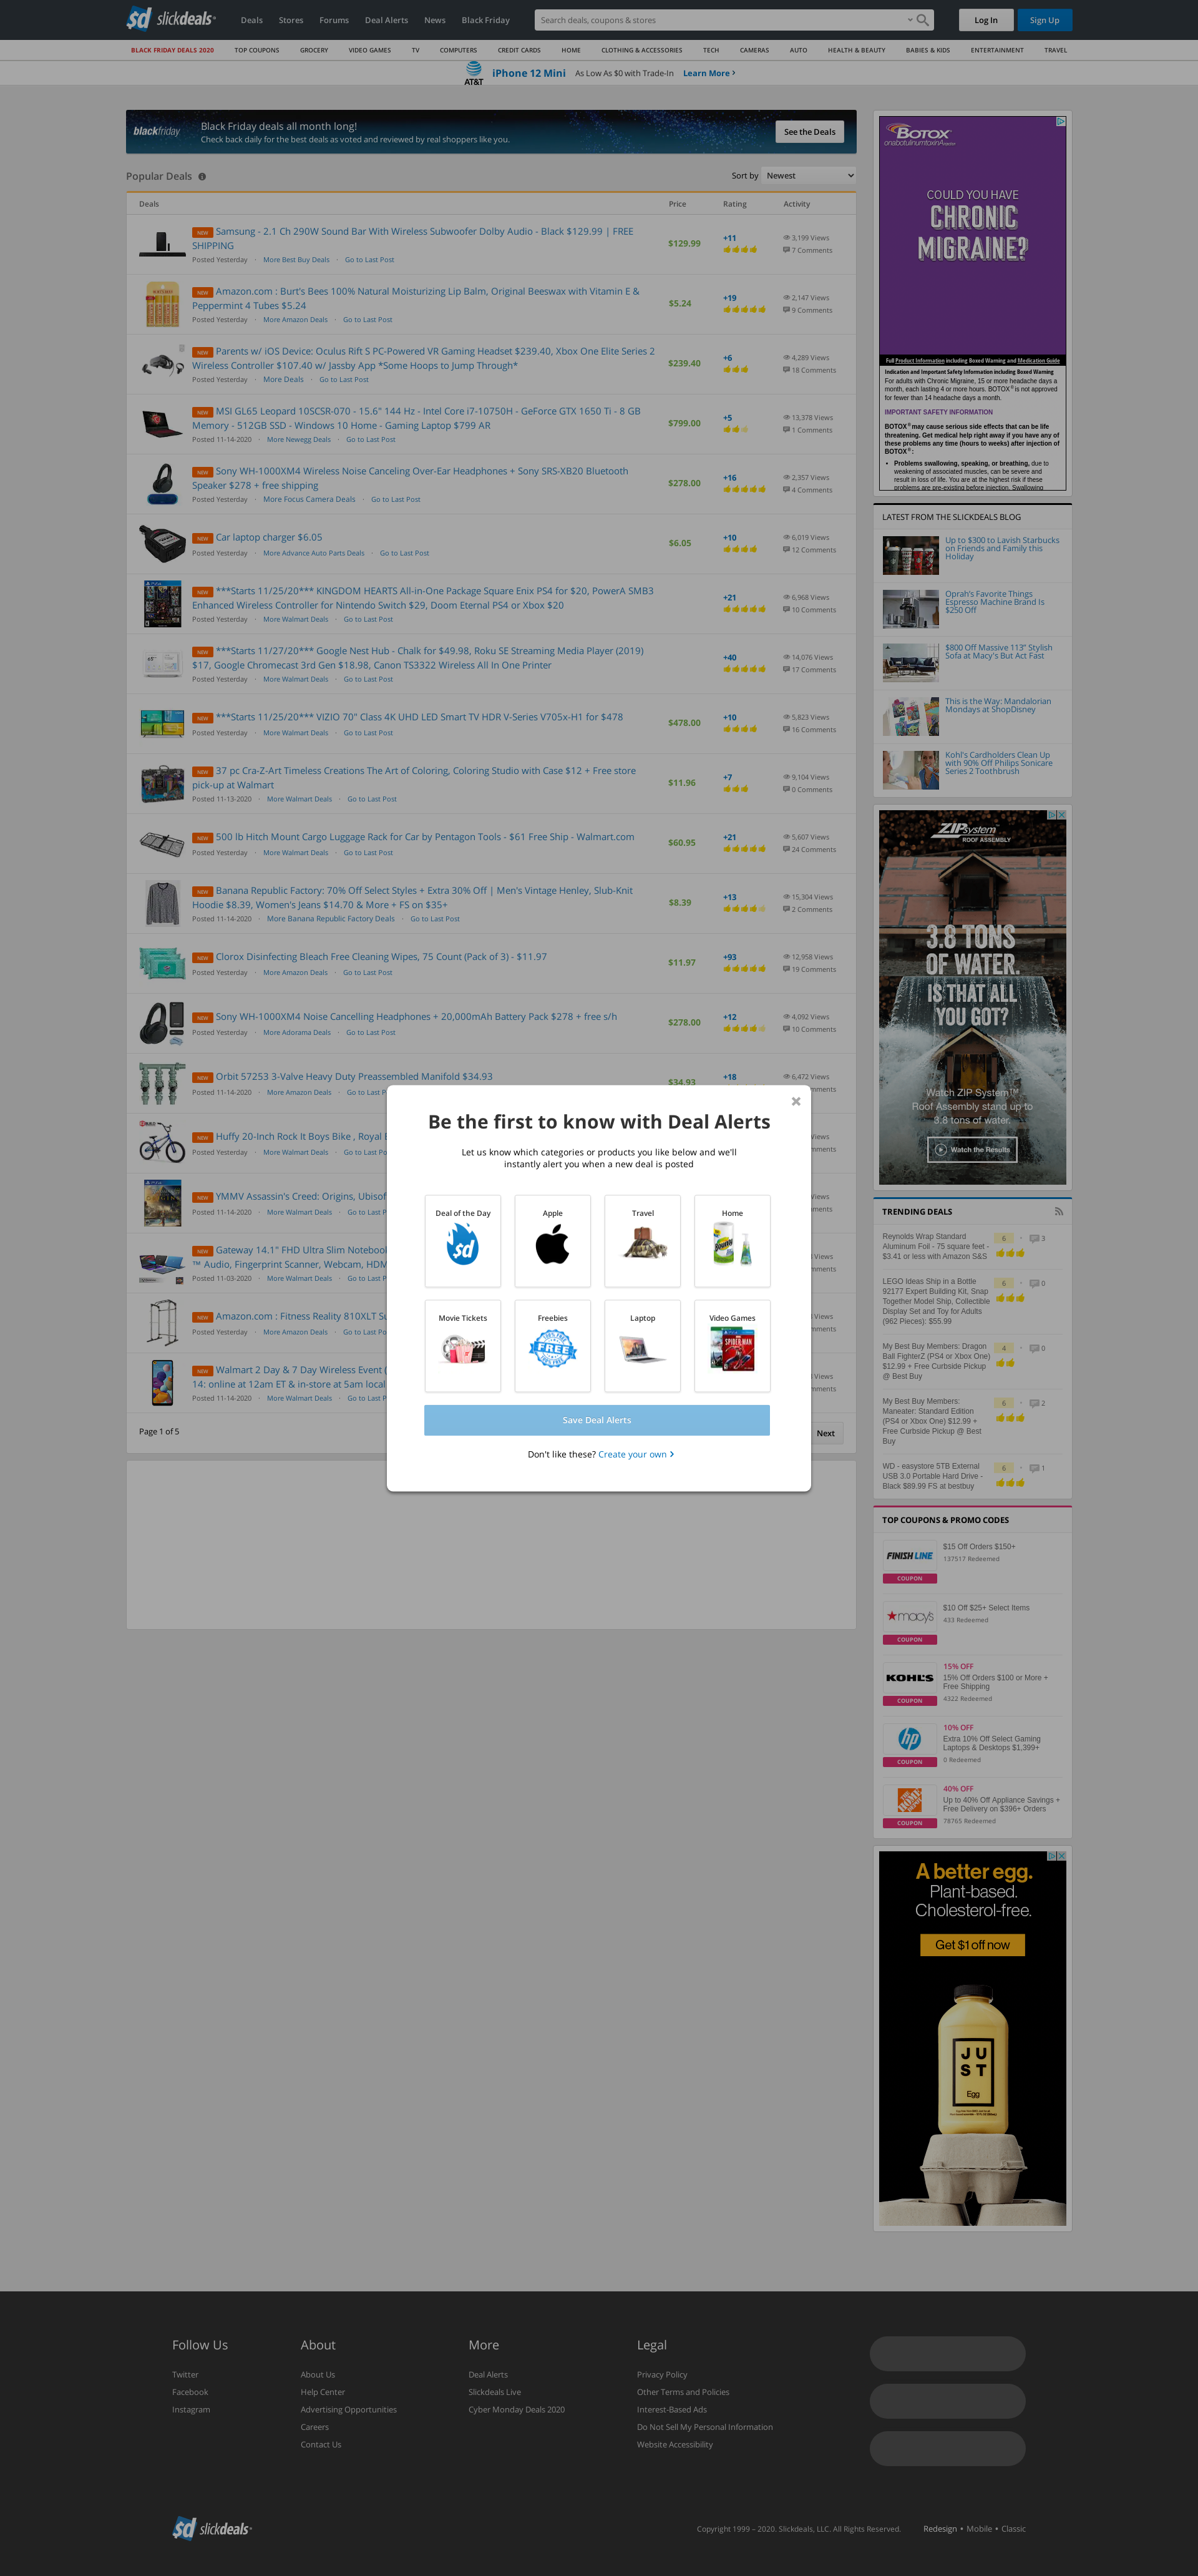 sd slickdeals
Deals Stores Forums Deal Alerts News Black Friday
Search deals, coupons & stores
Log In Sign Up
BLACK FRIDAY DEALS 2020 TOP COUPONS GROCERY VIDEO GAMES TV COMPUTERS CREDIT CARDS HOME CLOTHING & ACCESSORIES TECH CAMERAS AUTO HEALTH & BEAUTY BABIES & KIDS ENTERTAINMENT TRAVEL
AT&T iPhone 12 Mini As Low As $0 with Trade-In Learn More
blackfriday
Black Friday deals all month long!
Check back daily for the best deals as voted and reviewed by real shoppers like you.
See the Deals
Popular Deals
Sort by Newest
Deals Price Rating Activity
NEW Samsung - 2.1 Ch 290W Sound Bar With Wireless Subwoofer Dolby Audio - Black $129.99 | FREE
SHIPPING
Posted Yesterday · More Best Buy Deals · Go to Last Post
$129.99 +11 3,199 Views
7 Comments
NEW Amazon.com : Burt's Bees 100% Natural Moisturizing Lip Balm, Original Beeswax with Vitamin E &
Peppermint 4 Tubes $5.24
Posted Yesterday · More Amazon Deals · Go to Last Post
$5.24 +19 2,147 Views
9 Comments
NEW Parents w/ iOS Device: Oculus Rift S PC-Powered VR Gaming Headset $239.40, Xbox One Elite Series 2
Wireless Controller $107.40 w/ Jassby App *Some Hoops to Jump Through*
Posted Yesterday · More Deals · Go to Last Post
$239.40 +6 4,289 Views
18 Comments
NEW MSI GL65 Leopard 10SCSR-070 - 15.6" 144 Hz - Intel Core i7-10750H - GeForce GTX 1650 Ti - 8 GB
Memory - 512GB SSD - Windows 10 Home - Gaming Laptop $799 AR
Posted 11-14-2020 · More Newegg Deals · Go to Last Post
$799.00 +5 13,378 Views
1 Comments
NEW Sony WH-1000XM4 Wireless Noise Canceling Over-Ear Headphones + Sony SRS-XB20 Bluetooth
Speaker $278 + free shipping
Posted Yesterday · More Focus Camera Deals · Go to Last Post
$278.00 +16 2,357 Views
4 Comments
NEW Car laptop charger $6.05
Posted Yesterday · More Advance Auto Parts Deals · Go to Last Post
$6.05 +10 6,019 Views
12 Comments
NEW ***Starts 11/25/20*** KINGDOM HEARTS All-in-One Package Square Enix PS4 for $20, PowerA SMB3
Enhanced Wireless Controller for Nintendo Switch $29, Doom Eternal PS4 or Xbox $20
Posted Yesterday · More Walmart Deals · Go to Last Post
+21 6,968 Views
10 Comments
NEW ***Starts 11/27/20*** Google Nest Hub - Chalk for $49.98, Roku SE Streaming Media Player (2019)
$17, Google Chromecast 3rd Gen $18.98, Canon TS3322 Wireless All In One Printer
Posted Yesterday · More Walmart Deals · Go to Last Post
+40 14,076 Views
17 Comments
NEW ***Starts 11/25/20*** VIZIO 70" Class 4K UHD LED Smart TV HDR V-Series V705x-H1 for $478
Posted Yesterday · More Walmart Deals · Go to Last Post
$478.00 +10 5,823 Views
16 Comments
NEW 37 pc Cra-Z-Art Timeless Creations The Art of Coloring, Coloring Studio with Case $12 + Free store
pick-up at Walmart
Posted 11-13-2020 · More Walmart Deals · Go to Last Post
$11.96 +7 9,104 Views
0 Comments
NEW 500 lb Hitch Mount Cargo Luggage Rack for Car by Pentagon Tools - $61 Free Ship - Walmart.com
Posted Yesterday · More Walmart Deals · Go to Last Post
$60.95 +21 5,607 Views
24 Comments
NEW Banana Republic Factory: 70% Off Select Styles + Extra 30% Off | Men's Vintage Henley, Slub-Knit
Hoodie $8.39, Women's Jeans $14.70 & More + FS on $35+
Posted 11-14-2020 · More Banana Republic Factory Deals · Go to Last Post
$8.39 +13 15,304 Views
2 Comments
NEW Clorox Disinfecting Bleach Free Cleaning Wipes, 75 Count (Pack of 3) - $11.97
Posted Yesterday · More Amazon Deals · Go to Last Post
$11.97 +93 12,958 Views
19 Comments
NEW Sony WH-1000XM4 Noise Cancelling Headphones + 20,000mAh Battery Pack $278 + free s/h
Posted Yesterday · More Adorama Deals · Go to Last Post
$278.00 +12 4,092 Views
10 Comments
NEW Orbit 57253 3-Valve Heavy Duty Preassembled Manifold $34.93
Posted 11-14-2020 · More Amazon Deals · Go to Last P
$34.93 +18 6,472 Views
mments
NEW Huffy 20-Inch Rock It Boys Bike , Royal B
Posted Yesterday · More Walmart Deals · Go to Last Po
Views
mments
NEW YMMV Assassin's Creed: Origins, Ubisof
Posted 11-14-2020 · More Walmart Deals · Go to Last P
Views
mments
NEW Gateway 14.1" FHD Ultra Slim Notebook
™ Audio, Fingerprint Scanner, Webcam, HDM
Posted 11-03-2020 · More Walmart Deals · Go to Last P
Views
mments
NEW Amazon.com : Fitness Reality 810XLT Su
Posted Yesterday · More Amazon Deals · Go to Last Po
Views
mments
NEW Walmart 2 Day & 7 Day Wireless Event (
14: online at 12am ET & in-store at 5am local
Posted 11-14-2020 · More Walmart Deals · Go to Last P
Views
mments
Page 1 of 5
Next
Be the first to know with Deal Alerts
Let us know which categories or products you like below and we'll
instantly alert you when a new deal is posted
Deal of the Day Apple Travel Home
sd
Bounty
Movie Tickets Freebies Laptop Video Games
FREE
SPIDER-MAN
Save Deal Alerts
Don't like these? Create your own
BOTOX
onabotulinumtoxinA
COULD YOU HAVE
CHRONIC
MIGRAINE?
Full Product Information including Boxed Warning and Medication Guide
Indication and Important Safety Information including Boxed Warning
For adults with Chronic Migraine, 15 or more headache days a
month, each lasting 4 or more hours. BOTOX® is not approved
for fewer than 14 headache days a month.
IMPORTANT SAFETY INFORMATION
BOTOX® may cause serious side effects that can be life
threatening. Get medical help right away if you have any of
these problems any time (hours to weeks) after injection of
BOTOX®:
• Problems swallowing, speaking, or breathing, due to
weakening of associated muscles, can be severe and
result in loss of life. You are at the highest risk if these
problems are pre-existing before injection. Swallowing
LATEST FROM THE SLICKDEALS BLOG
Up to $300 to Lavish Starbucks
on Friends and Family this
Holiday
Oprah's Favorite Things
Espresso Machine Brand Is
$250 Off
$800 Off Massive 113" Stylish
Sofa at Macy's But Act Fast
This is the Way: Mandalorian
Mondays at ShopDisney
Kohl's Cardholders Clean Up
with 90% Off Philips Sonicare
Series 2 Toothbrush
ZIP system
ROOF ASSEMBLY
3.8 TONS
OF WATER.
IS THAT ALL
YOU GOT?
Watch ZIP System™
Roof Assembly stand up to
3.8 tons of water.
Watch the Results
TRENDING DEALS
Reynolds Wrap Standard
Aluminum Foil - 75 square feet -
$3.41 or less with Amazon S&S
6 · 3
LEGO Ideas Ship in a Bottle
92177 Expert Building Kit, Snap
Together Model Ship, Collectible
Display Set and Toy for Adults
(962 Pieces): $55.99
6 · 0
My Best Buy Members: Dragon
Ball FighterZ (PS4 or Xbox One)
$12.99 + Free Curbside Pickup
@ Best Buy
4 · 0
My Best Buy Members:
Maneater: Standard Edition
(PS4 or Xbox One) $12.99 +
Free Curbside Pickup @ Best
Buy
6 · 2
WD - easystore 5TB External
USB 3.0 Portable Hard Drive -
Black $89.99 FS at bestbuy
6 · 1
TOP COUPONS & PROMO CODES
FINISH LINE
COUPON
$15 Off Orders $150+
137517 Redeemed
macy's
COUPON
$10 Off $25+ Select Items
433 Redeemed
KOHL'S
COUPON
15% OFF
15% Off Orders $100 or More +
Free Shipping
4322 Redeemed
hp
COUPON
10% OFF
Extra 10% Off Select Gaming
Laptops & Desktops $1,399+
0 Redeemed
COUPON
40% OFF
Up to 40% Off Appliance Savings +
Free Delivery on $396+ Orders
78765 Redeemed
A better egg.
Plant-based.
Cholesterol-free.
Get $1 off now
JUST
Egg
Follow Us
Twitter
Facebook
Instagram
About
About Us
Help Center
Advertising Opportunities
Careers
Contact Us
More
Deal Alerts
Slickdeals Live
Cyber Monday Deals 2020
Legal
Privacy Policy
Other Terms and Policies
Interest-Based Ads
Do Not Sell My Personal Information
Website Accessibility
sd slickdeals
Copyright 1999 – 2020. Slickdeals, LLC. All Rights Reserved. Redesign • Mobile • Classic